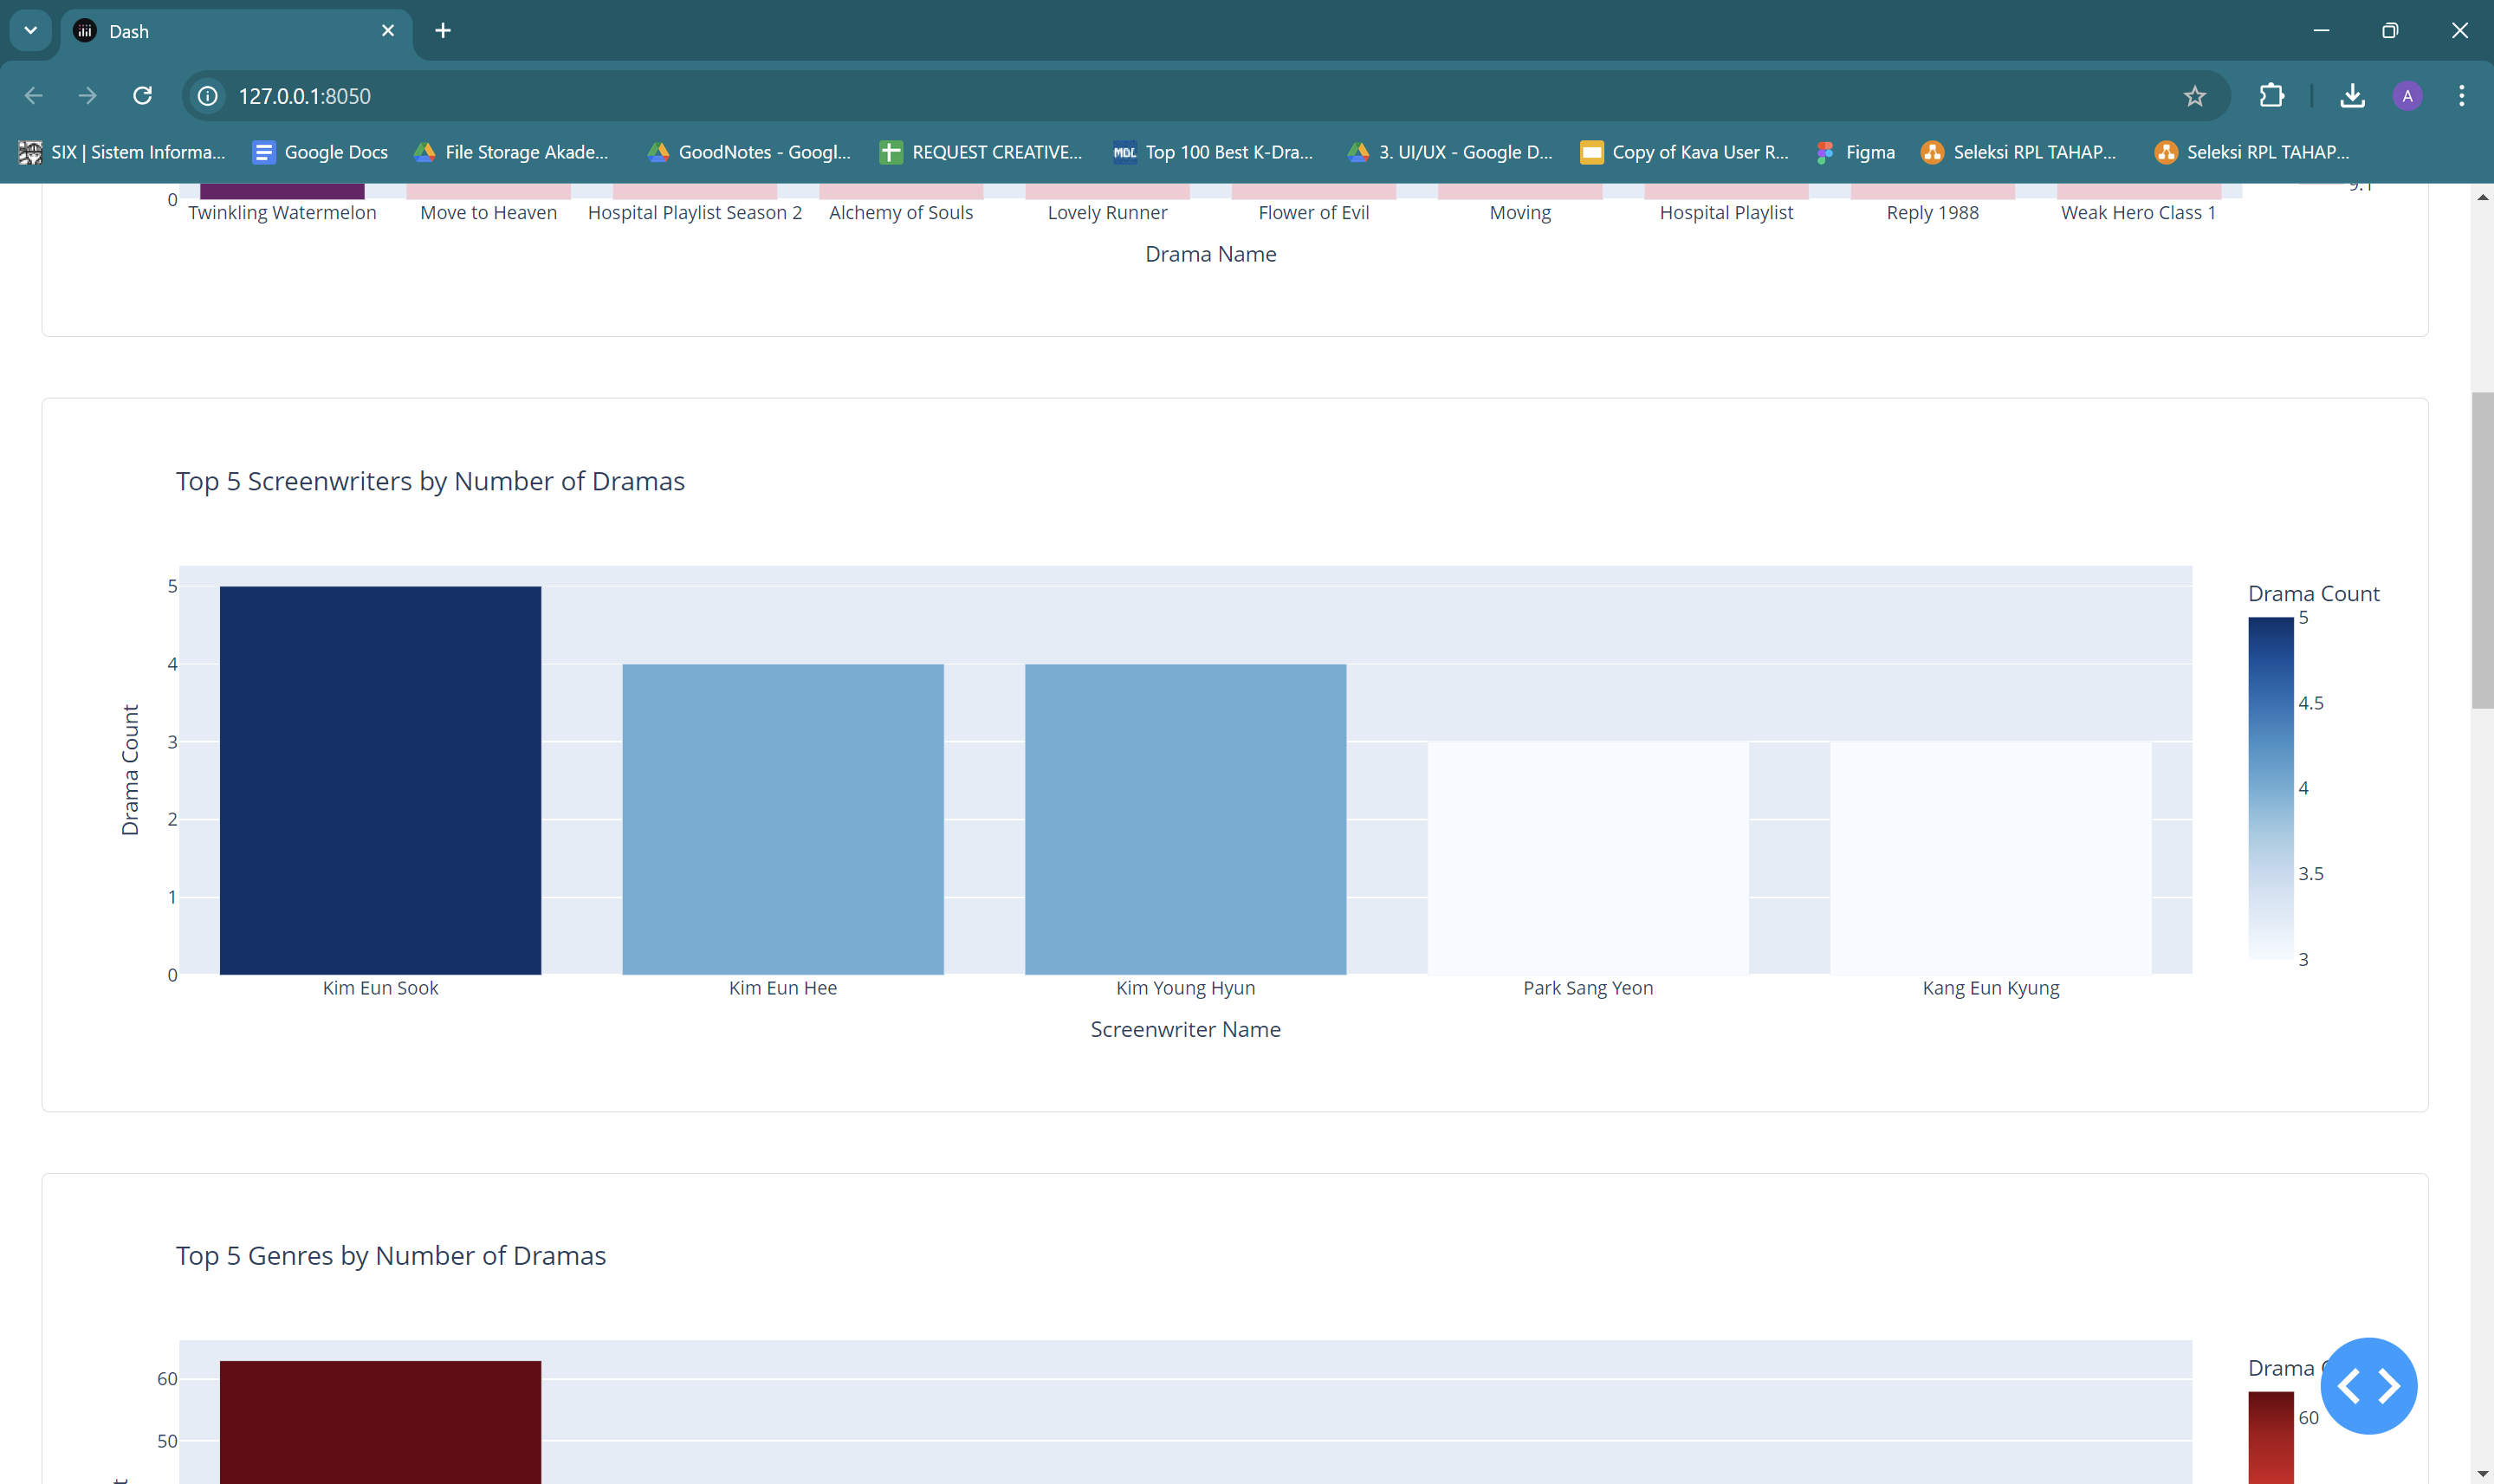 Dash
127.0.0.1:8050
SIX | Sistem Informa... Google Docs File Storage Akade... GoodNotes - Googl... REQUEST CREATIVE... MDL Top 100 Best K-Dra... 3. UI/UX - Google D... Copy of Kava User R... Figma Seleksi RPL TAHAP... Seleksi RPL TAHAP...
A
0
9.1
Twinkling Watermelon Move to Heaven Hospital Playlist Season 2 Alchemy of Souls Lovely Runner Flower of Evil Moving Hospital Playlist Reply 1988 Weak Hero Class 1
Drama Name
Top 5 Screenwriters by Number of Dramas
5
4
3
2
1
0
Drama Count
Kim Eun Sook Kim Eun Hee Kim Young Hyun Park Sang Yeon Kang Eun Kyung
Screenwriter Name
Drama Count
5
4.5
4
3.5
3
Top 5 Genres by Number of Dramas
60
50
Drama
60